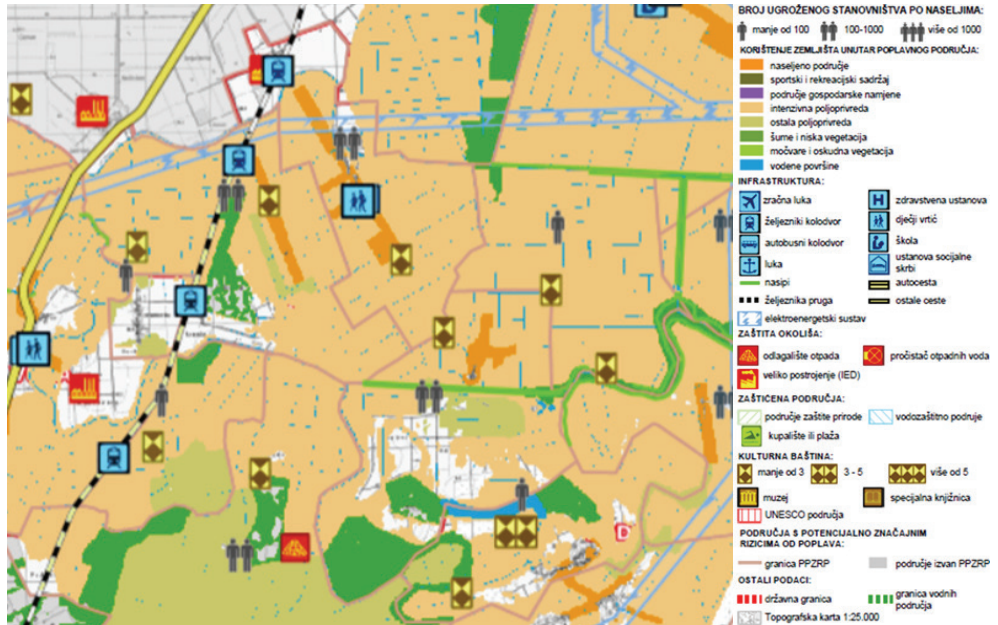 BROJ UGROŽENOG STANOVNIŠTVA PO NASELJIMA:
manje od 100 100-1000 više od 1000
KORIŠTENJE ZEMLJIŠTA UNUTAR POPLAVNOG PODRUČJA:
naseljeno područje
sportski i rekreacijski sadržaj
područje gospodarske namjene
intenzivna poljoprivreda
ostala poljoprivreda
šume i niska vegetacija
močvare i oskudna vegetacija
vodene površine
INFRASTRUKTURA:
zračna luka
željeznički kolodvor
autobusni kolodvor
luka
nasipi
željeznička pruga
elektroenergetski sustav
H zdravstvena ustanova
dječji vrtić
škola
ustanova socijalne
skrbi
autocesta
ostale ceste
ZAŠTITA OKOLIŠA:
odlagalište otpada pročistač otpadnih voda
veliko postrojenje (IED)
ZAŠTIĆENA PODRUČJA:
područje zaštite prirode vodozaštitno podruje
kupalište ili plaža
KULTURNA BAŠTINA:
manje od 3 3 - 5 više od 5
muzej specijalna knjižnica
UNESCO područja
PODRUČJA S POTENCIJALNO ZNAČAJNIM
RIZICIMA OD POPLAVA:
granica PPZRP područje izvan PPZRP
OSTALI PODACI:
državna granica granica vodnih
područja
Topografska karta 1:25.000